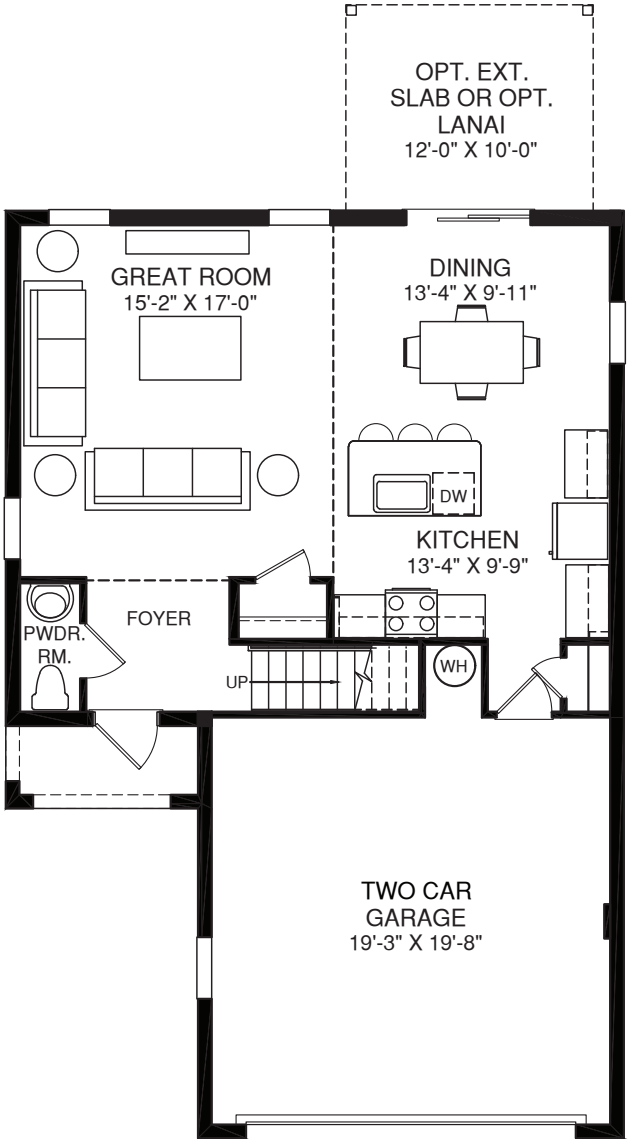 OPT. EXT.
SLAB OR OPT.
LANAI
12'-0" X 10'-0"
GREAT ROOM
15'-2" X 17'-0"
DINING
13'-4" X 9'-11"
DW
KITCHEN
13'-4" X 9'-9"
FOYER
PWDR.
RM.
UP
WH
TWO CAR
GARAGE
19'-3" X 19'-8"